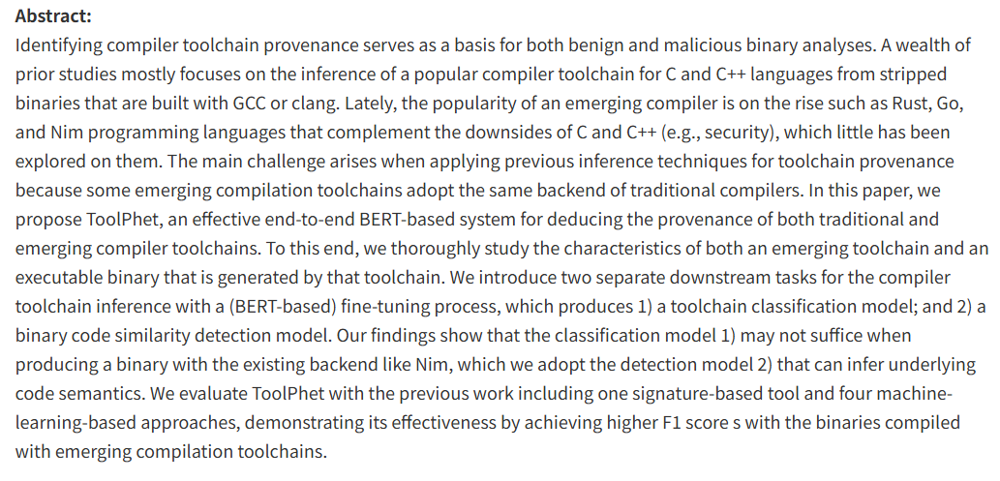 Abstract:
Identifying compiler toolchain provenance serves as a basis for both benign and malicious binary analyses. A wealth of
prior studies mostly focuses on the inference of a popular compiler toolchain for C and C++ languages from stripped
binaries that are built with GCC or clang. Lately, the popularity of an emerging compiler is on the rise such as Rust, Go,
and Nim programming languages that complement the downsides of C and C++ (e.g., security), which little has been
explored on them. The main challenge arises when applying previous inference techniques for toolchain provenance
because some emerging compilation toolchains adopt the same backend of traditional compilers. In this paper, we
propose ToolPhet, an effective end-to-end BERT-based system for deducing the provenance of both traditional and
emerging compiler toolchains. To this end, we thoroughly study the characteristics of both an emerging toolchain and an
executable binary that is generated by that toolchain. We introduce two separate downstream tasks for the compiler
toolchain inference with a (BERT-based) fine-tuning process, which produces 1) a toolchain classification model; and 2) a
binary code similarity detection model. Our findings show that the classification model 1) may not suffice when
producing a binary with the existing backend like Nim, which we adopt the detection model 2) that can infer underlying
code semantics. We evaluate ToolPhet with the previous work including one signature-based tool and four machine-
learning-based approaches, demonstrating its effectiveness by achieving higher F1 score s with the binaries compiled
with emerging compilation toolchains.